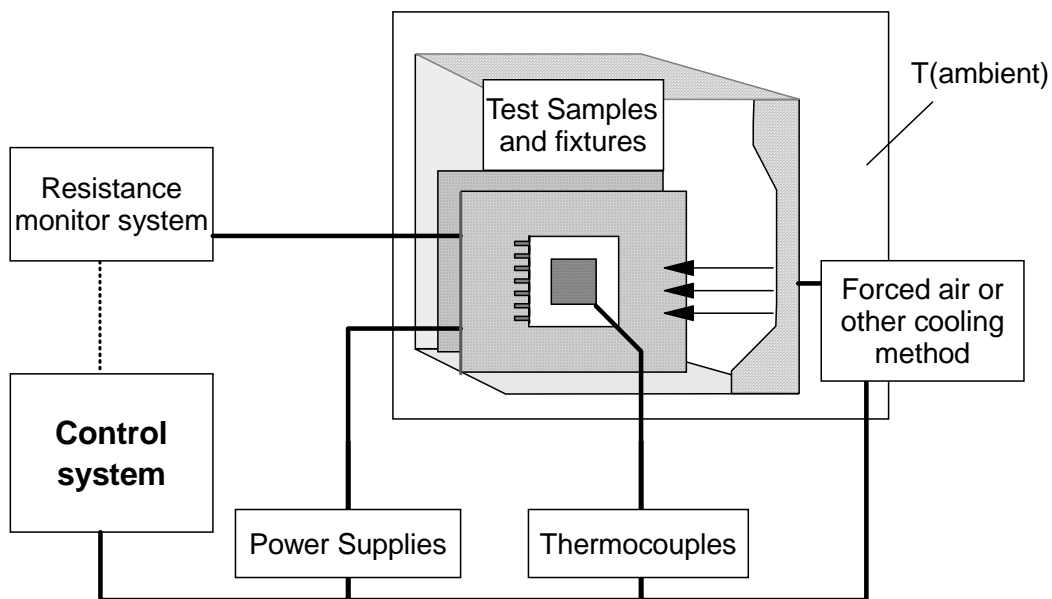 Test Samples
and fixtures
T(ambient)
Resistance
monitor system
Forced air or
other cooling
method
Control
system
Power Supplies
Thermocouples